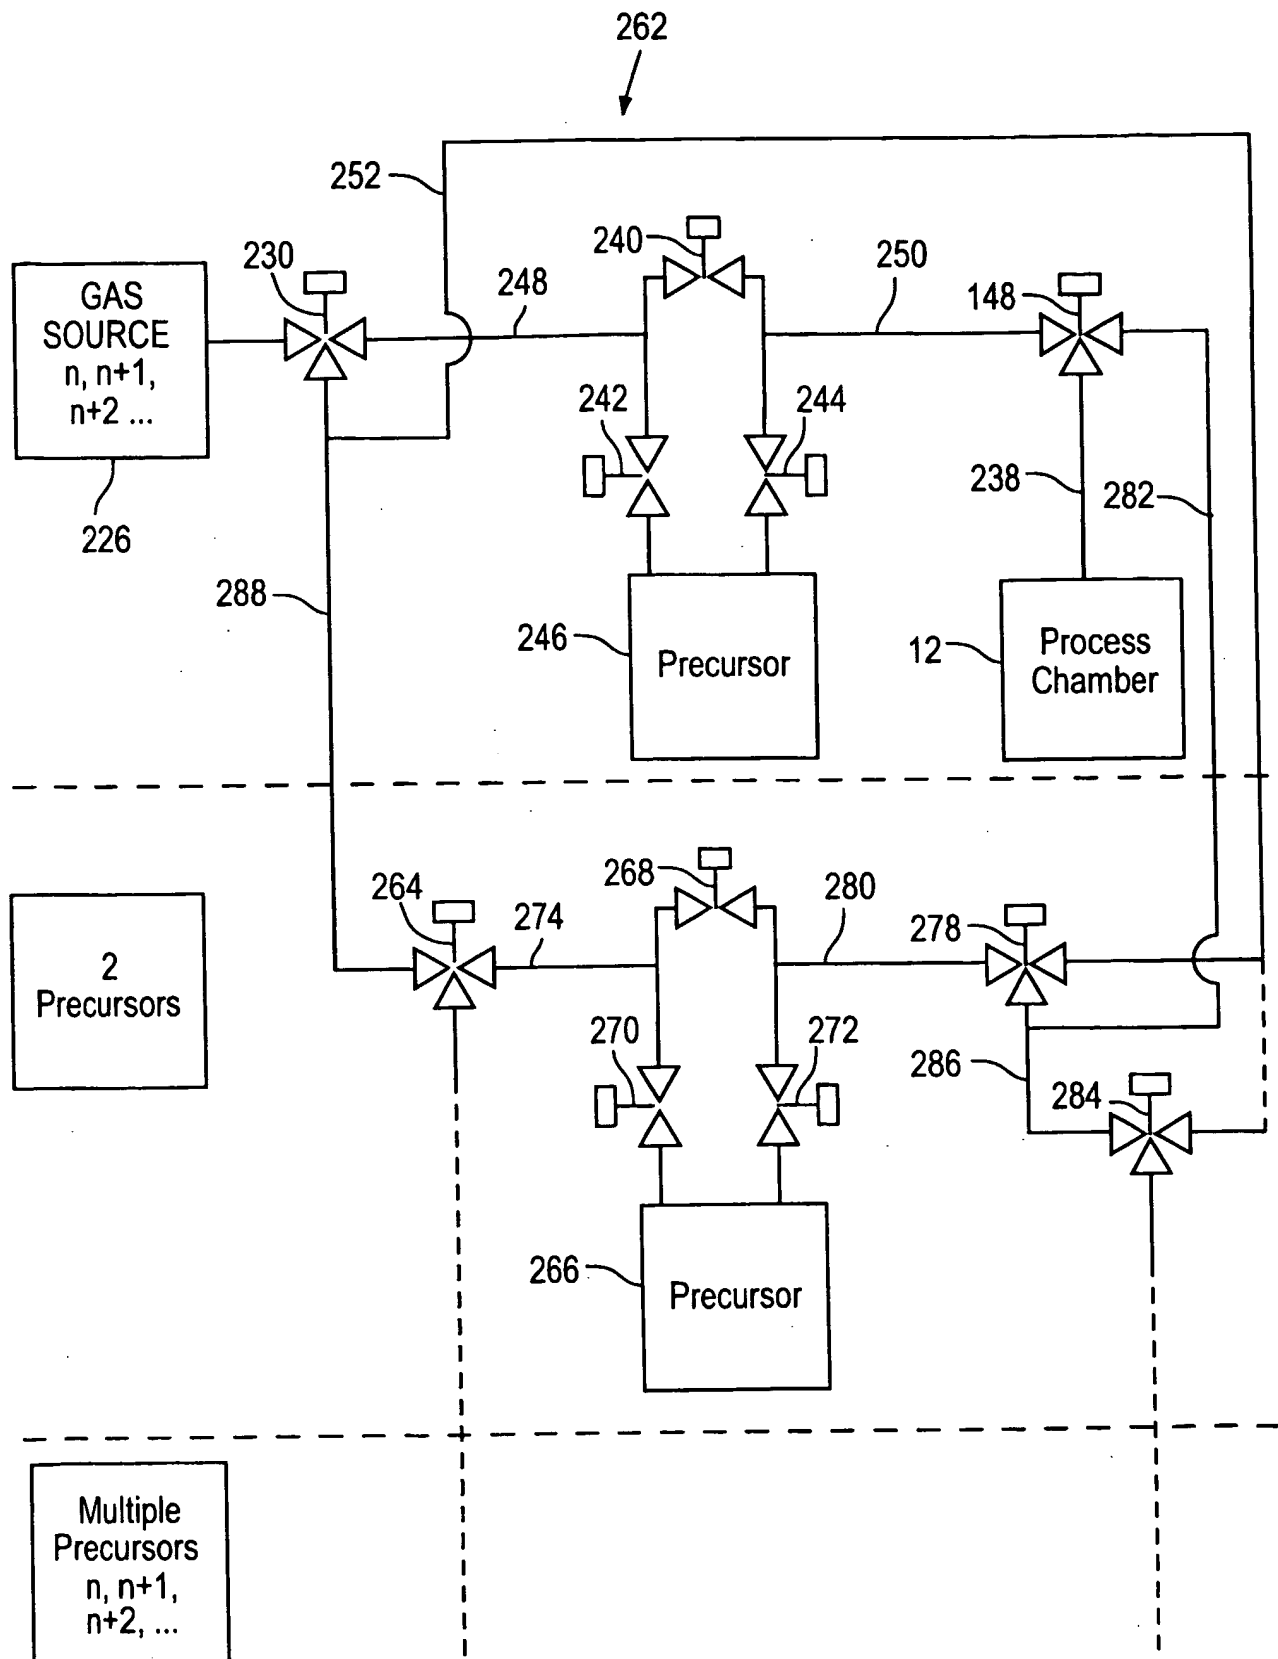 262
252
230
240
250
148
248
GAS
SOURCE
n, n+1,
n+2 ...
242
244
238
282
226
288
246
Precursor
12
Process
Chamber
268
264
274
280
278
2
Precursors
270
272
286
284
266
Precursor
Multiple
Precursors
n, n+1,
n+2, ...